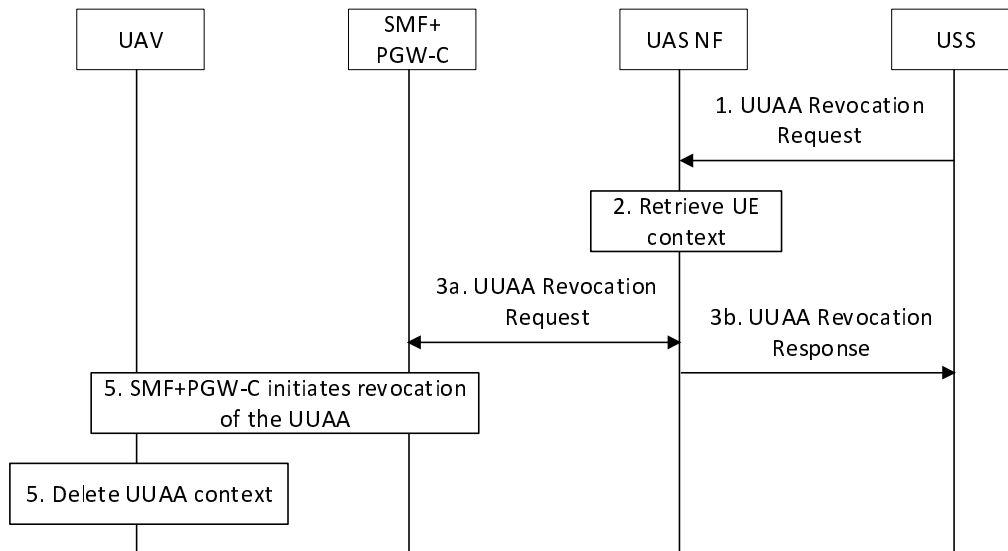 UAV
SMF+
PGW-C
UAS NF
USS
1. UUAA Revocation
Request
2. Retrieve UE
context
3a. UUAA Revocation
Request
3b. UUAA Revocation
Response
5. SMF+PGW-C initiates revocation
of the UUAA
5. Delete UUAA context